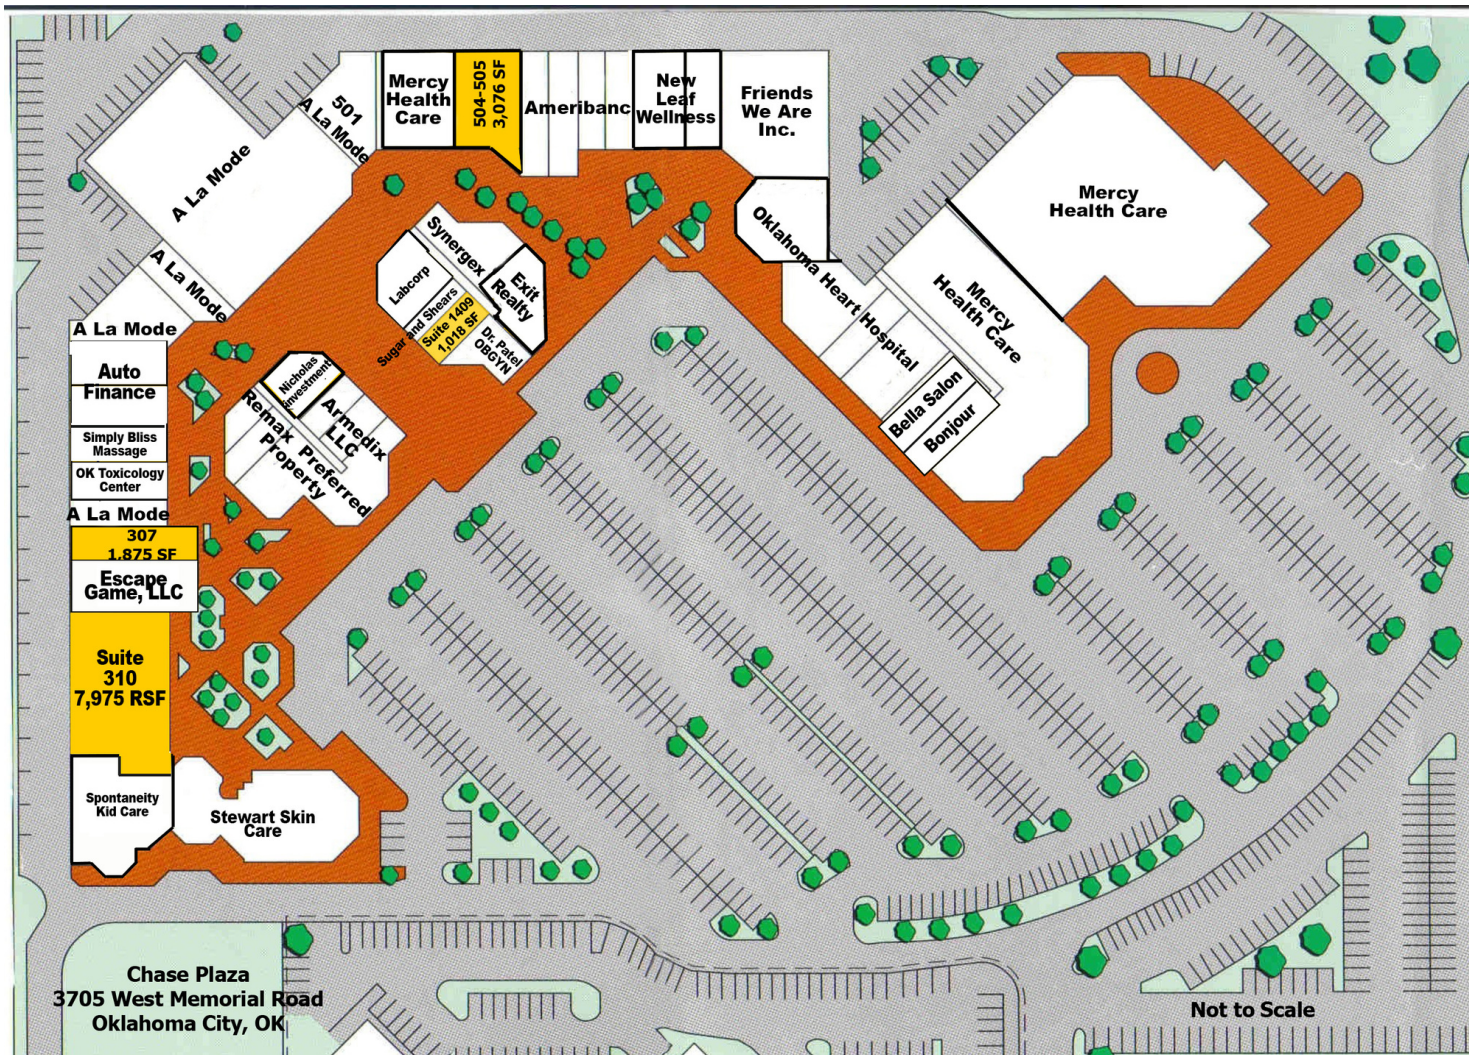 501
A La Mode
Mercy
Health
Care
504-505
3,076 SF
Ameribanc
New
Leaf
Wellness
Friends
We Are
Inc.
A La Mode
Mercy
Health Care
Oklahoma Heart Hospital
Mercy
Health Care
Synergex
Exit
Realty
Labcorp
Sugar and Shears
Suite 1409
1,018 SF
Dr. Patel
OBGYN
A La Mode
A La Mode
Auto
Finance
Nicholas
investments
Armedix
LLC
Remax Preferred
Property
Bella Salon
Bonjour
Simply Bliss
Massage
OK Toxicology
Center
A La Mode
307
1,875 SF
Escape
Game, LLC
Suite
310
7,975 RSF
Spontaneity
Kid Care
Stewart Skin
Care
Chase Plaza
3705 West Memorial Road
Oklahoma City, OK
Not to Scale